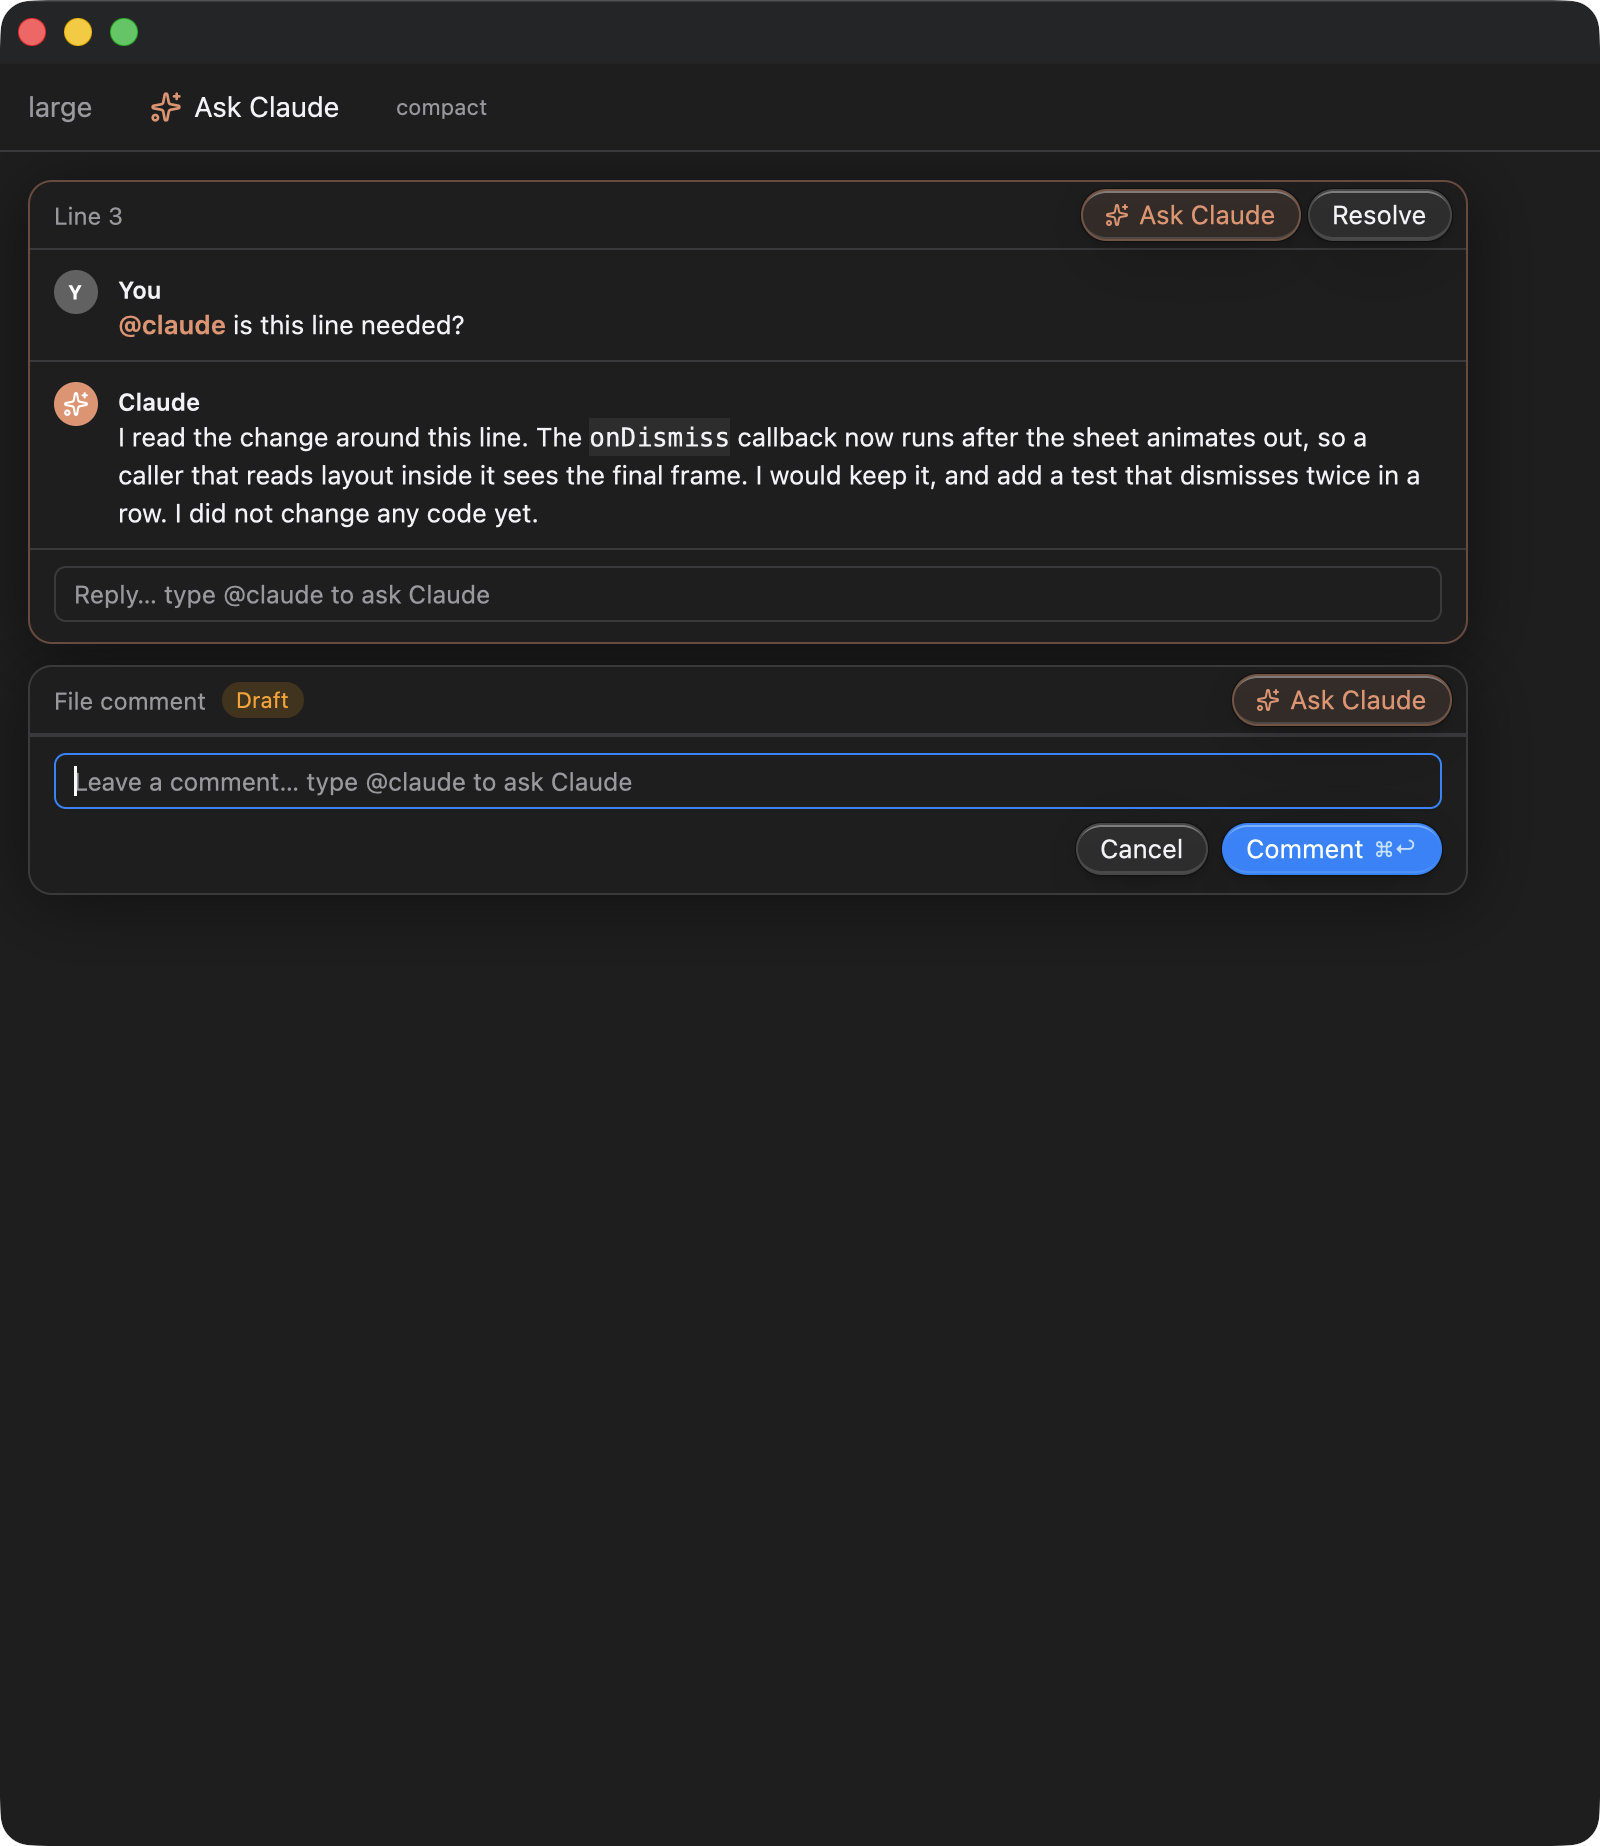 large
Ask Claude
compact
Line 3
Ask Claude
Resolve
Y
You
@claude is this line needed?
Claude
I read the change around this line. The onDismiss callback now runs after the sheet animates out, so a
caller that reads layout inside it sees the final frame. I would keep it, and add a test that dismisses twice in a
row. I did not change any code yet.
Reply... type @claude to ask Claude
File comment
Draft
Ask Claude
Leave a comment... type @claude to ask Claude
Cancel
Comment ⌘↩